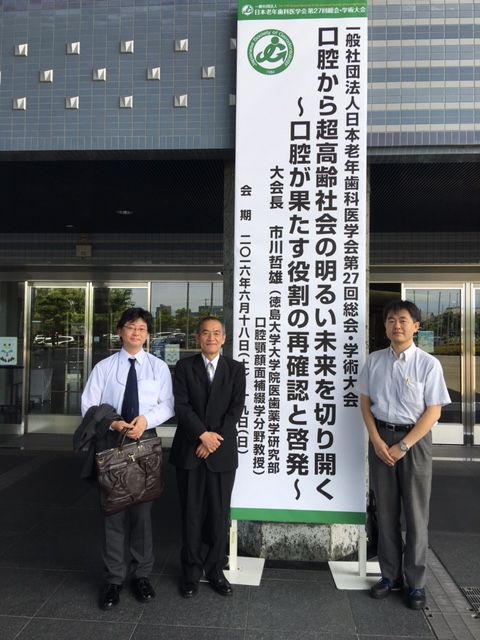 一般社団法人
日本老年歯科医学会第27回総会・学術大会
一般社団法人日本老年歯科医学会第27回総会・学術大会
口腔から超高齢社会の明るい未来を切り開く
～口腔が果たす役割の再確認と啓発～
大会長 市川哲雄（徳島大学大学院医歯薬学研究部
口腔顎顔面補綴学分野教授）
会 期 二〇一六年六月十八日（土）
十九日（日）